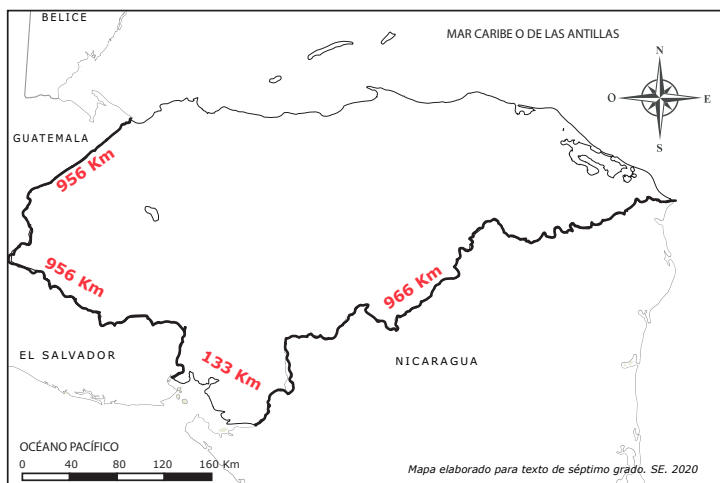 BELICE
MAR CARIBE O DE LAS ANTILLAS
N
O
E
S
GUATEMALA
956 Km
956 Km
966 Km
133 Km
EL SALVADOR
NICARAGUA
OCÉANO PACÍFICO
0 40 80 120 160 Km
Mapa elaborado para texto de séptimo grado. SE. 2020